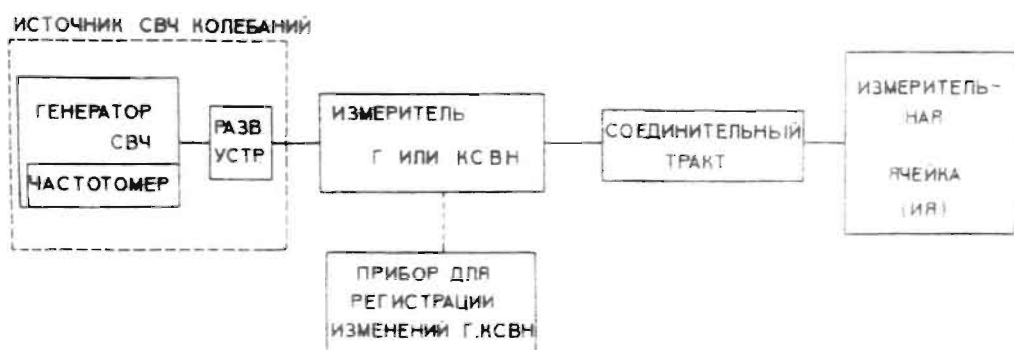 ИСТОЧНИК СВЧ КОЛЕБАНИЙ
ГЕНЕРАТОР
СВЧ
ЧАСТОТОМЕР
РАЗВ
УСТР
ИЗМЕРИТЕЛЬ
Г ИЛИ КСВН
СОЕДИНИТЕЛЬНЫЙ
ТРАКТ
ИЗМЕРИТЕЛЬ-
НАЯ
ЯЧЕЙКА
(ИЯ)
ПРИБОР ДЛЯ
РЕГИСТРАЦИИ
ИЗМЕНЕНИЙ Г.КСВН